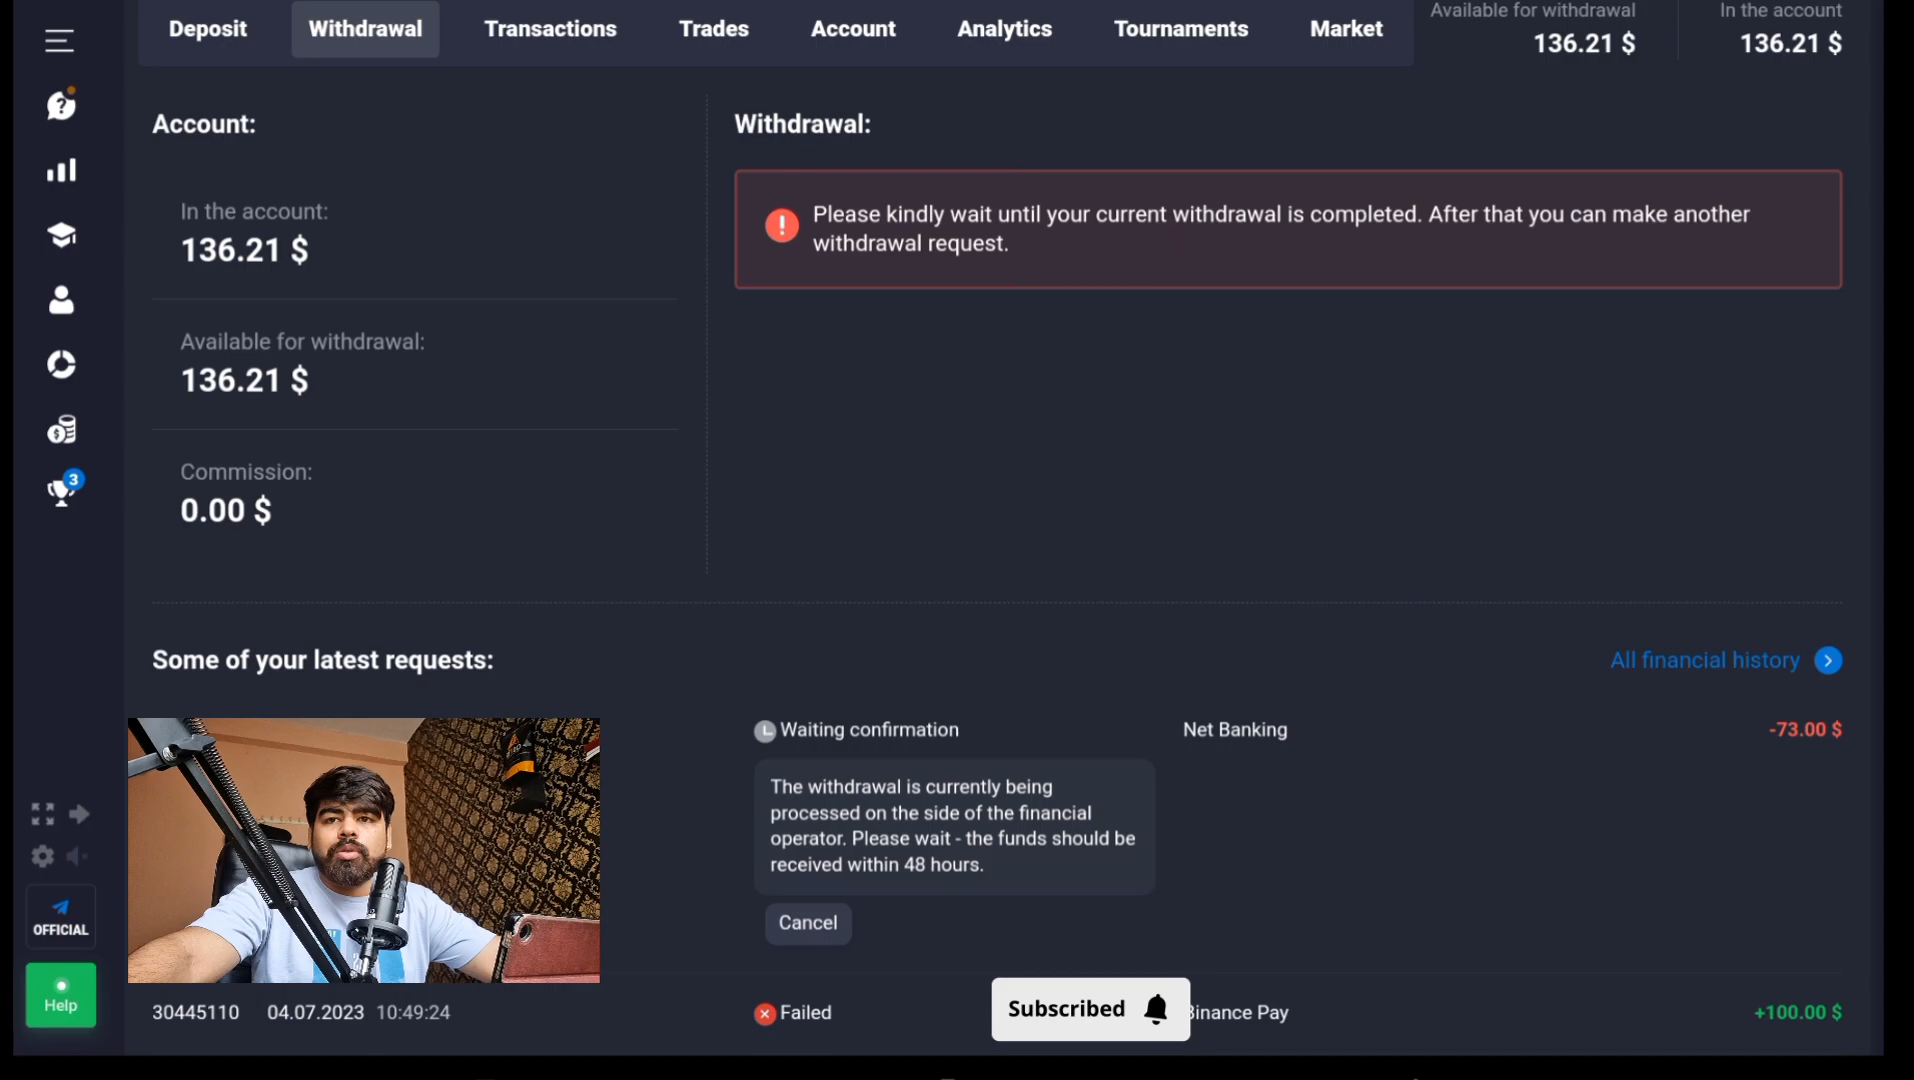 Deposit Withdrawal Transactions Trades Account Analytics Tournaments Market
Available for withdrawal
136.21 $
In the account
136.21 $
Account:
In the account:
136.21 $
Available for withdrawal:
136.21 $
Commission:
0.00 $
Withdrawal:
! Please kindly wait until your current withdrawal is completed. After that you can make another
withdrawal request.
?
3
OFFICIAL
Help
Some of your latest requests:
All financial history
Waiting confirmation Net Banking -73.00 $
The withdrawal is currently being
processed on the side of the financial
operator. Please wait - the funds should be
received within 48 hours.
Cancel
30445110 04.07.2023 10:49:24 Failed Binance Pay +100.00 $
Subscribed